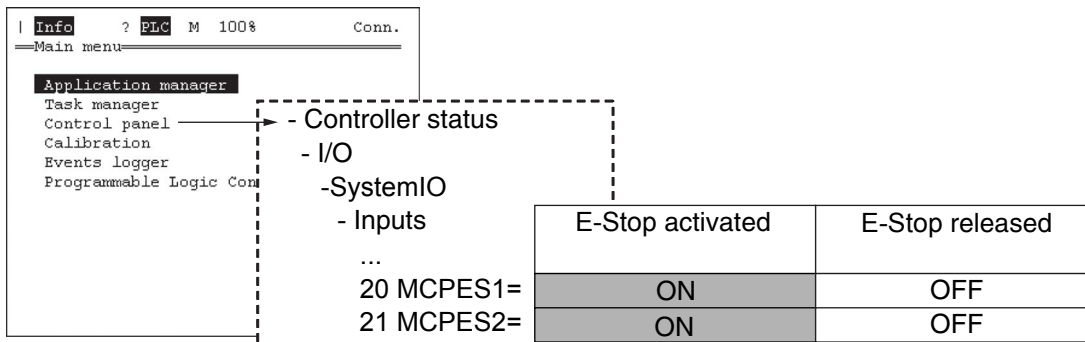 | Info ? PLC M 100% Conn.
Main menu
Application manager
Task manager
Control panel
Calibration
Events logger
Programmable Logic Con
- Controller status
- I/O
-SystemIO
- Inputs
...
E-Stop activated E-Stop released
20 MCPES1= ON OFF
21 MCPES2= ON OFF